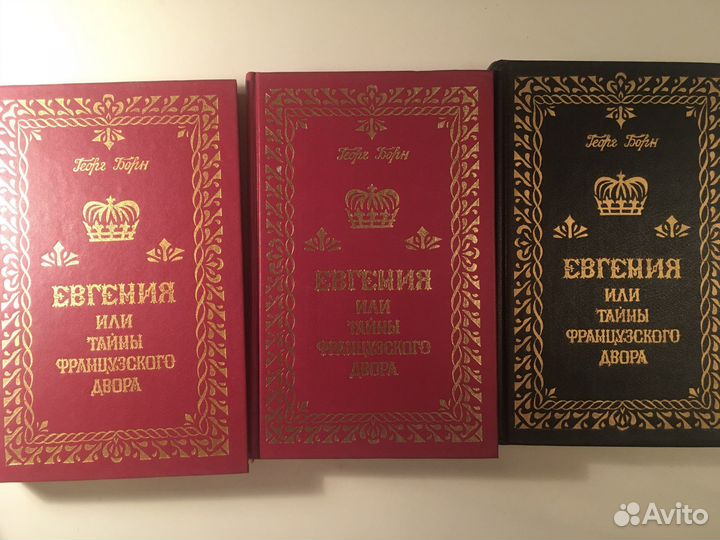 Георг Борн
ЕВГЕНИЯ
ИЛИ
ТАЙНЫ
ФРАНЦУЗСКОГО
ДВОРА
Георг Борн
ЕВГЕНИЯ
ИЛИ
ТАЙНЫ
ФРАНЦУЗСКОГО
ДВОРА
Георг Борн
ЕВГЕНИЯ
ИЛИ
ТАЙНЫ
ФРАНЦУЗСКОГО
ДВОРА
Avito